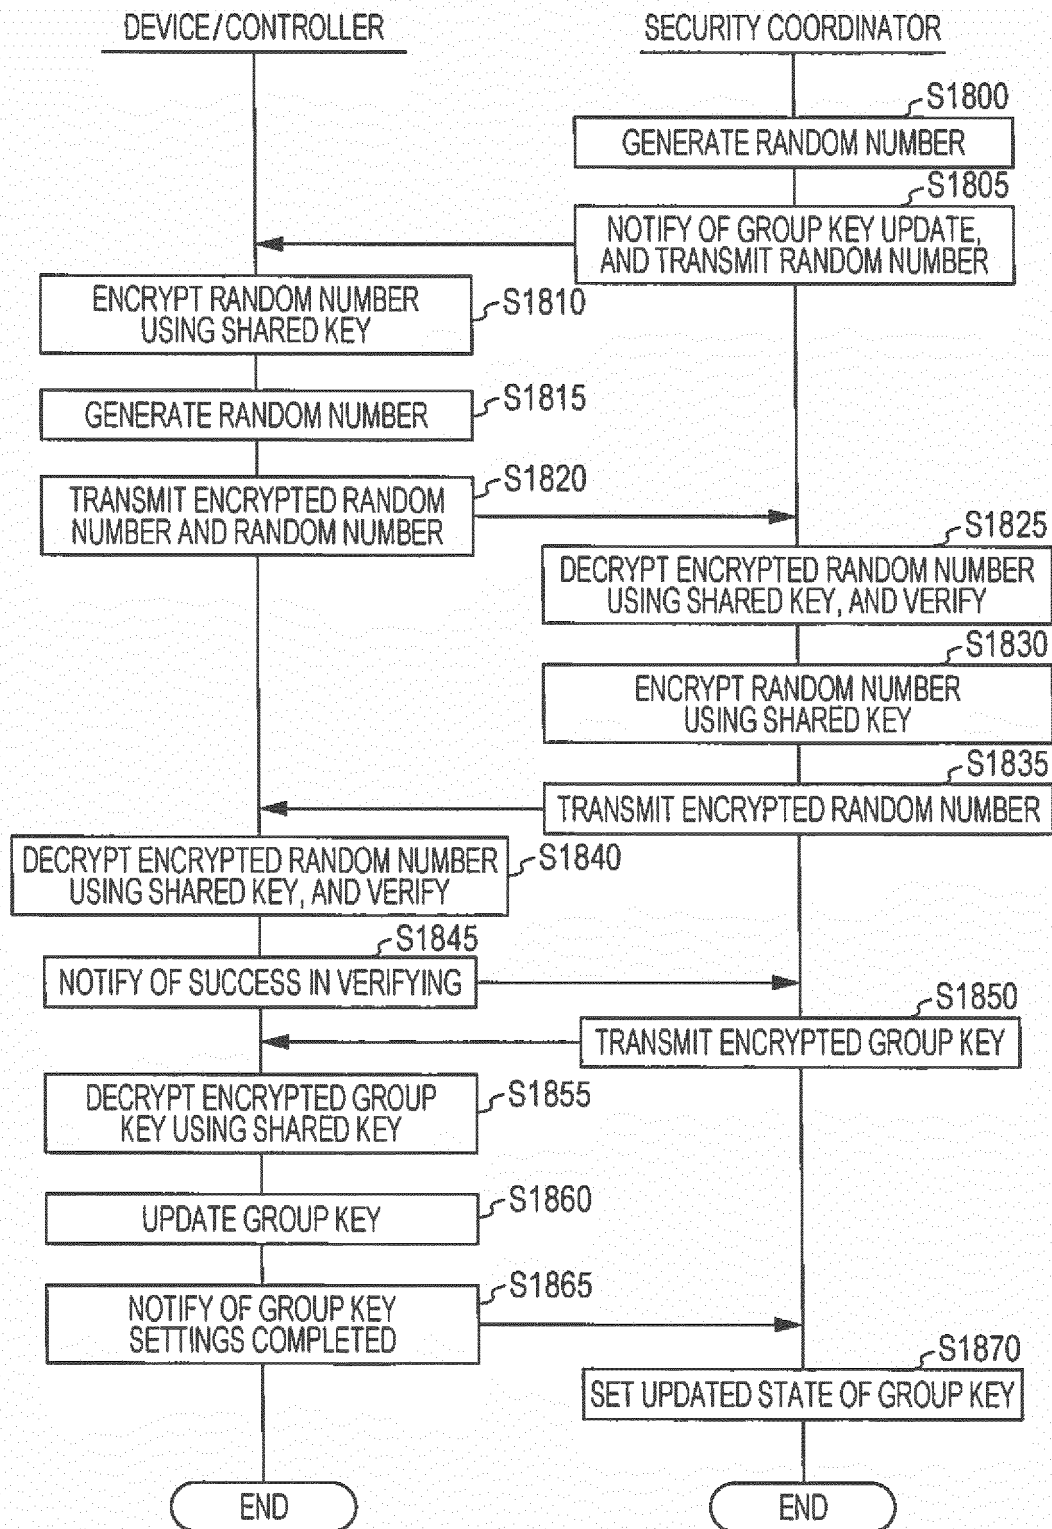 DEVICE/CONTROLLER
SECURITY COORDINATOR
S1800
GENERATE RANDOM NUMBER
S1805
NOTIFY OF GROUP KEY UPDATE,
AND TRANSMIT RANDOM NUMBER
ENCRYPT RANDOM NUMBER
USING SHARED KEY
S1810
GENERATE RANDOM NUMBER
S1815
TRANSMIT ENCRYPTED RANDOM
NUMBER AND RANDOM NUMBER
S1820
S1825
DECRYPT ENCRYPTED RANDOM NUMBER
USING SHARED KEY, AND VERIFY
S1830
ENCRYPT RANDOM NUMBER
USING SHARED KEY
S1835
TRANSMIT ENCRYPTED RANDOM NUMBER
DECRYPT ENCRYPTED RANDOM NUMBER
USING SHARED KEY, AND VERIFY
S1840
S1845
NOTIFY OF SUCCESS IN VERIFYING
S1850
TRANSMIT ENCRYPTED GROUP KEY
DECRYPT ENCRYPTED GROUP
KEY USING SHARED KEY
S1855
UPDATE GROUP KEY
S1860
NOTIFY OF GROUP KEY
SETTINGS COMPLETED
S1865
S1870
SET UPDATED STATE OF GROUP KEY
END
END